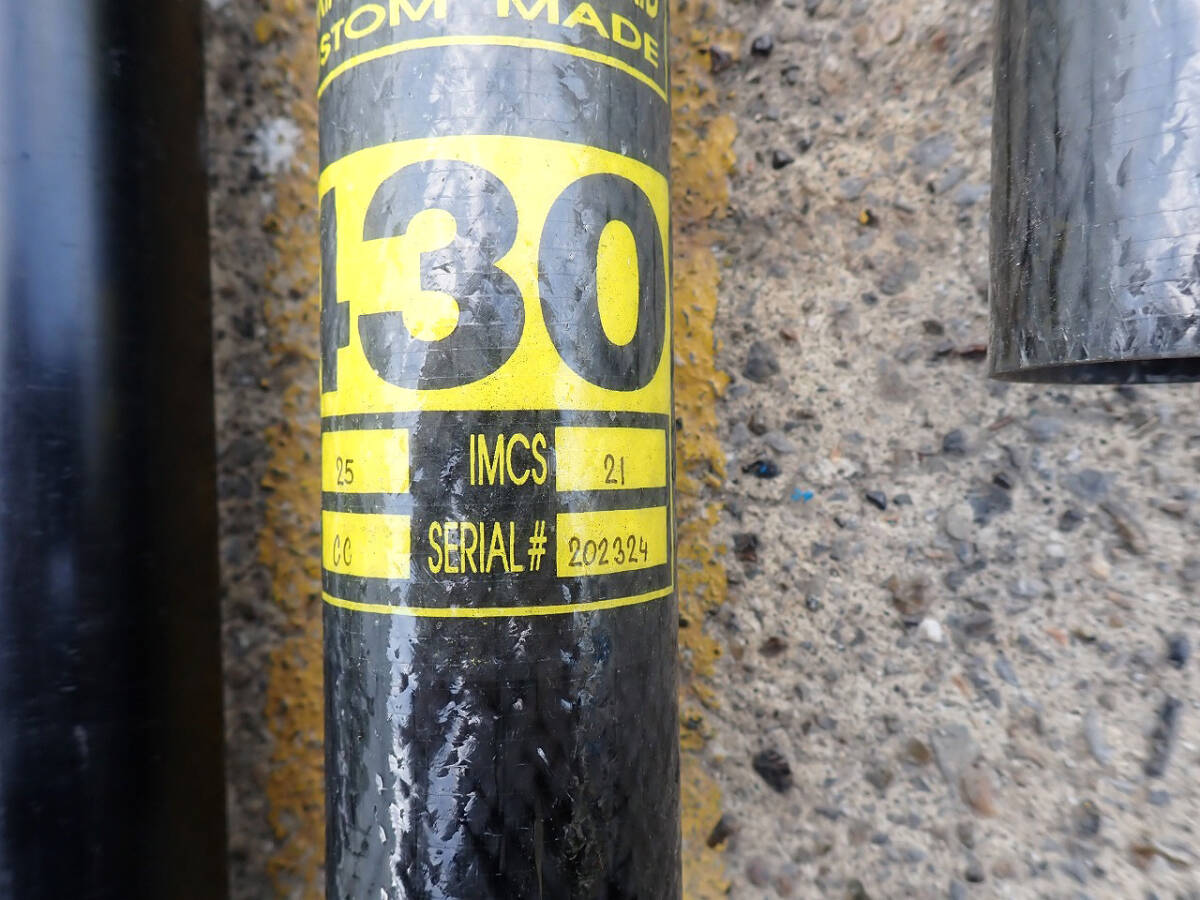 STOM MADE
430
25 IMCS 21
CC SERIAL# 202324